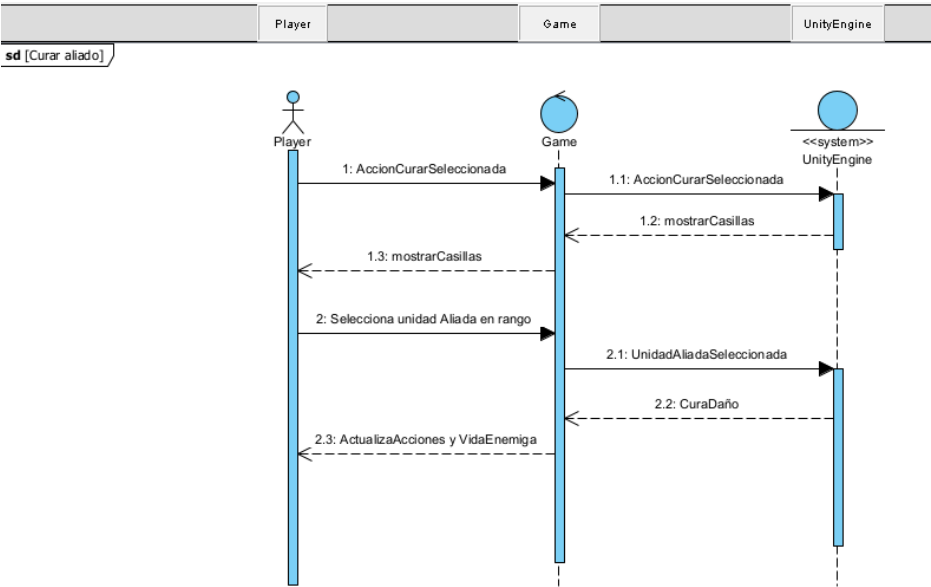 Player
Game
UnityEngine
sd [Curar aliado]
Player
Game
<<system>>
UnityEngine
1: AccionCurarSeleccionada
1.1: AccionCurarSeleccionada
1.2: mostrarCasillas
1.3: mostrarCasillas
2: Selecciona unidad Aliada en rango
2.1: UnidadAliadaSeleccionada
2.2: CuraDaño
2.3: ActualizaAcciones y VidaEnemiga